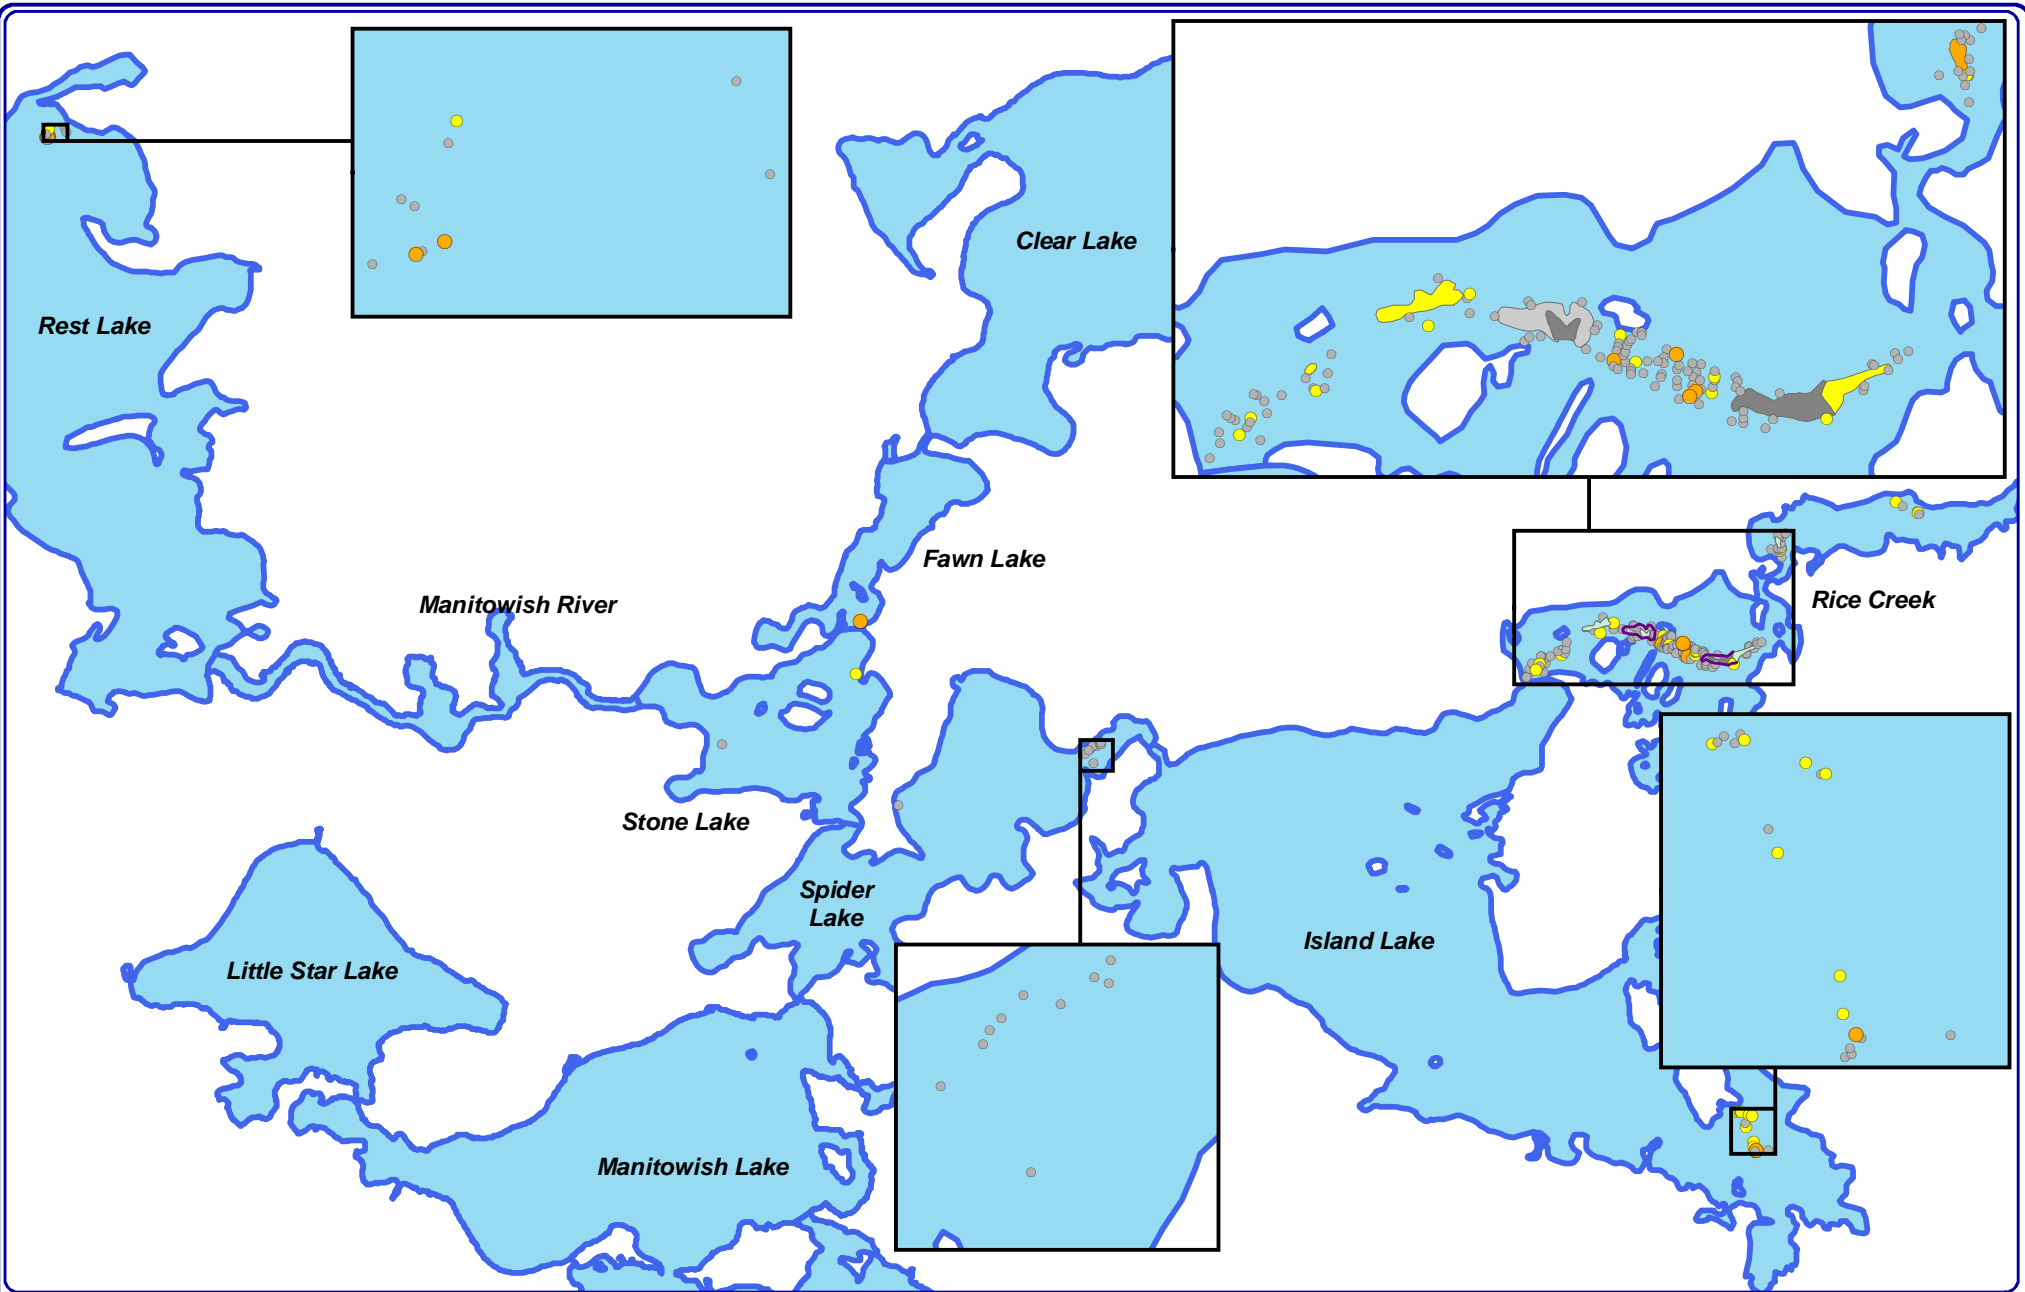 Clear Lake
Rest Lake
Fawn Lake
Rice Creek
Manitowish River
Stone Lake
Spider
Lake
Island Lake
Little Star Lake
Manitowish Lake